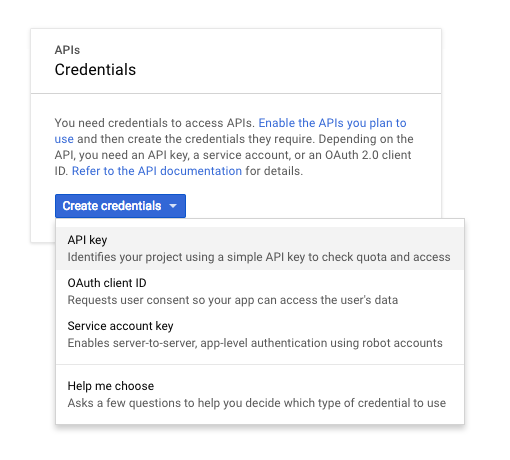 APIs
Credentials
You need credentials to access APIs. Enable the APIs you plan to
use and then create the credentials they require. Depending on the
API, you need an API key, a service account, or an OAuth 2.0 client
ID. Refer to the API documentation for details.
Create credentials
API key
Identifies your project using a simple API key to check quota and access
OAuth client ID
Requests user consent so your app can access the user's data
Service account key
Enables server-to-server, app-level authentication using robot accounts
Help me choose
Asks a few questions to help you decide which type of credential to use